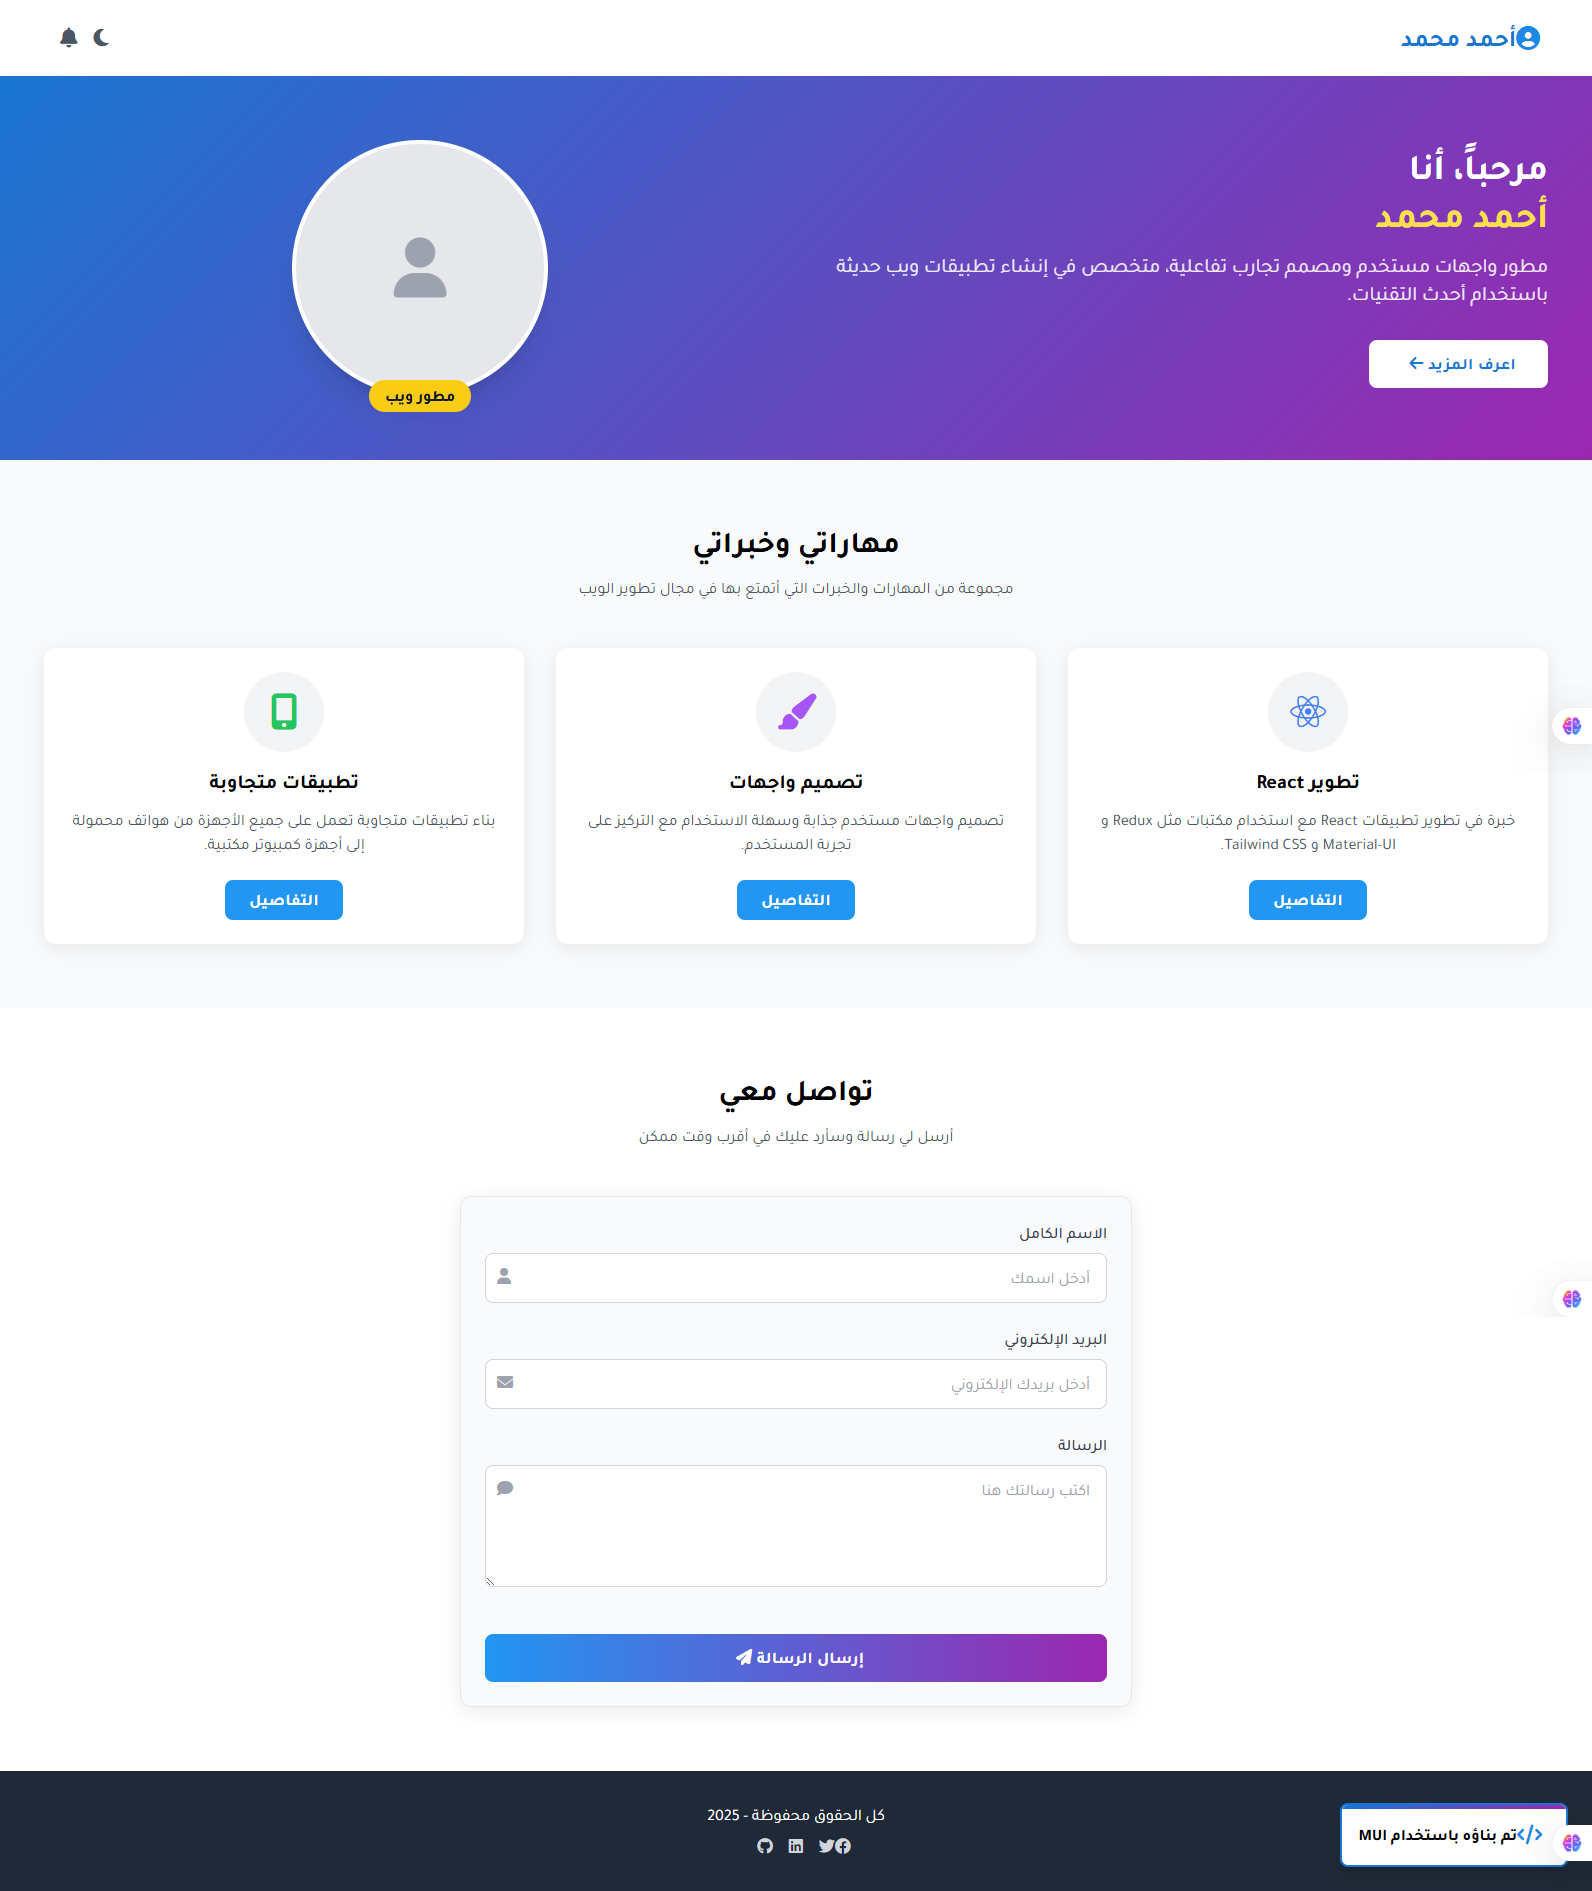 أحمد محمد
مرحباً، أنا
أحمد محمد
مطور واجهات مستخدم ومصمم تجارب تفاعلية، متخصص في إنشاء تطبيقات ويب حديثة
باستخدام أحدث التقنيات.
اعرف المزيد
مطور ويب
مهاراتي وخبراتي
مجموعة من المهارات والخبرات التي أتمتع بها في مجال تطوير الويب
تطوير React
خبرة في تطوير تطبيقات React مع استخدام مكتبات مثل Redux و
Material-UI و Tailwind CSS.
التفاصيل
تصميم واجهات
تصميم واجهات مستخدم جذابة وسهلة الاستخدام مع التركيز على
تجربة المستخدم.
التفاصيل
تطبيقات متجاوبة
بناء تطبيقات متجاوبة تعمل على جميع الأجهزة من هواتف محمولة
إلى أجهزة كمبيوتر مكتبية.
التفاصيل
تواصل معي
أرسل لي رسالة وسأرد عليك في أقرب وقت ممكن
الاسم الكامل
أدخل اسمك
البريد الإلكتروني
أدخل بريدك الإلكتروني
الرسالة
اكتب رسالتك هنا
إرسال الرسالة
تم بناؤه باستخدام MUI
كل الحقوق محفوظة - 2025